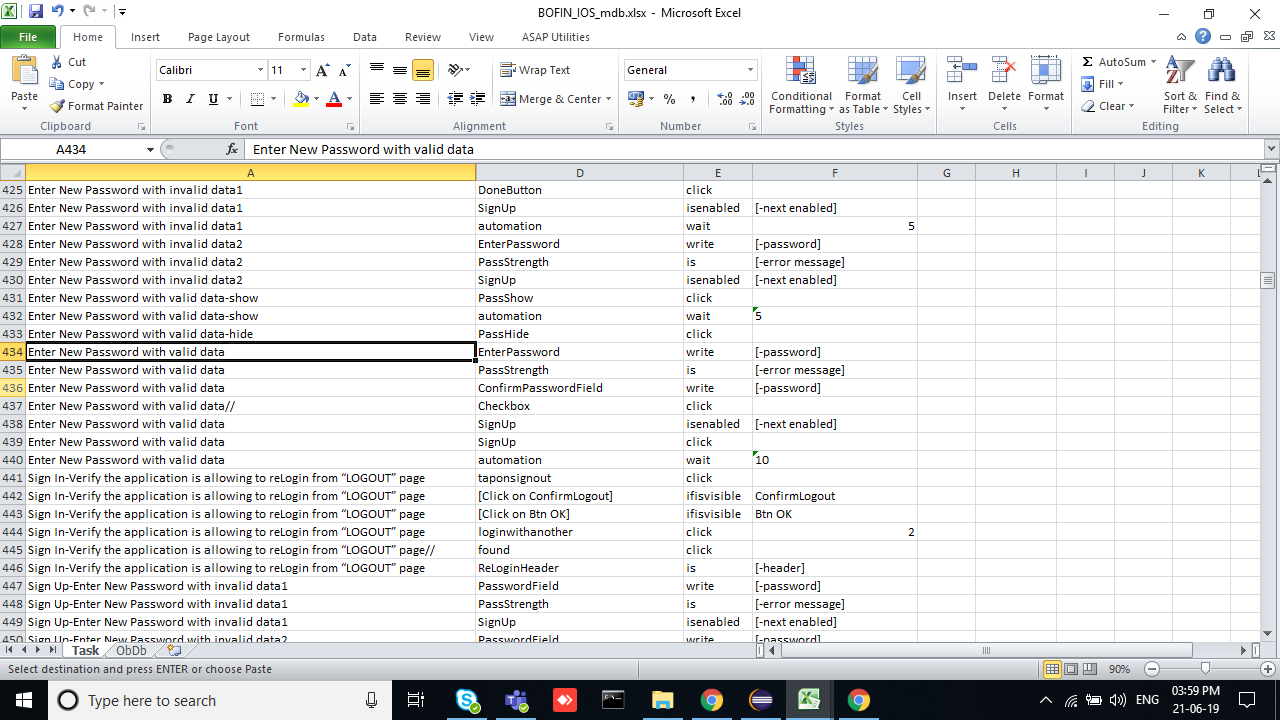 BOFIN_IOS_mdb.xlsx - Microsoft Excel
File Home Insert Page Layout Formulas Data Review View ASAP Utilities
Paste
Cut
Copy
Format Painter
Clipboard
Calibri 11
B I U
Font
Wrap Text
Merge & Center
Alignment
General
Number
Conditional Formatting
Format as Table
Cell Styles
Styles
Insert Delete Format
Cells
AutoSum
Fill
Clear
Sort & Filter
Find & Select
Editing
A434 fx Enter New Password with valid data
A D E F G H I J K L
425 Enter New Password with invalid data1 DoneButton click
426 Enter New Password with invalid data1 SignUp isenabled [-next enabled]
427 Enter New Password with invalid data1 automation wait 5
428 Enter New Password with invalid data2 EnterPassword write [-password]
429 Enter New Password with invalid data2 PassStrength is [-error message]
430 Enter New Password with invalid data2 SignUp isenabled [-next enabled]
431 Enter New Password with valid data-show PassShow click
432 Enter New Password with valid data-show automation wait 5
433 Enter New Password with valid data-hide PassHide click
434 Enter New Password with valid data EnterPassword write [-password]
435 Enter New Password with valid data PassStrength is [-error message]
436 Enter New Password with valid data ConfirmPasswordField write [-password]
437 Enter New Password with valid data// Checkbox click
438 Enter New Password with valid data SignUp isenabled [-next enabled]
439 Enter New Password with valid data SignUp click
440 Enter New Password with valid data automation wait 10
441 Sign In-Verify the application is allowing to reLogin from “LOGOUT” page taponsignout click
442 Sign In-Verify the application is allowing to reLogin from “LOGOUT” page [Click on ConfirmLogout] ifisvisible ConfirmLogout
443 Sign In-Verify the application is allowing to reLogin from “LOGOUT” page [Click on Btn OK] ifisvisible Btn OK
444 Sign In-Verify the application is allowing to reLogin from “LOGOUT” page loginwithanother click 2
445 Sign In-Verify the application is allowing to reLogin from “LOGOUT” page// found click
446 Sign In-Verify the application is allowing to reLogin from “LOGOUT” page ReLoginHeader is [-header]
447 Sign Up-Enter New Password with invalid data1 PasswordField write [-password]
448 Sign Up-Enter New Password with invalid data1 PassStrength is [-error message]
449 Sign Up-Enter New Password with invalid data1 SignUp isenabled [-next enabled]
450 Sign Up-Enter New Password with invalid data2 PasswordField write [-password]
Task ObDb
Select destination and press ENTER or choose Paste 90%
Type here to search ENG 03:59 PM
21-06-19